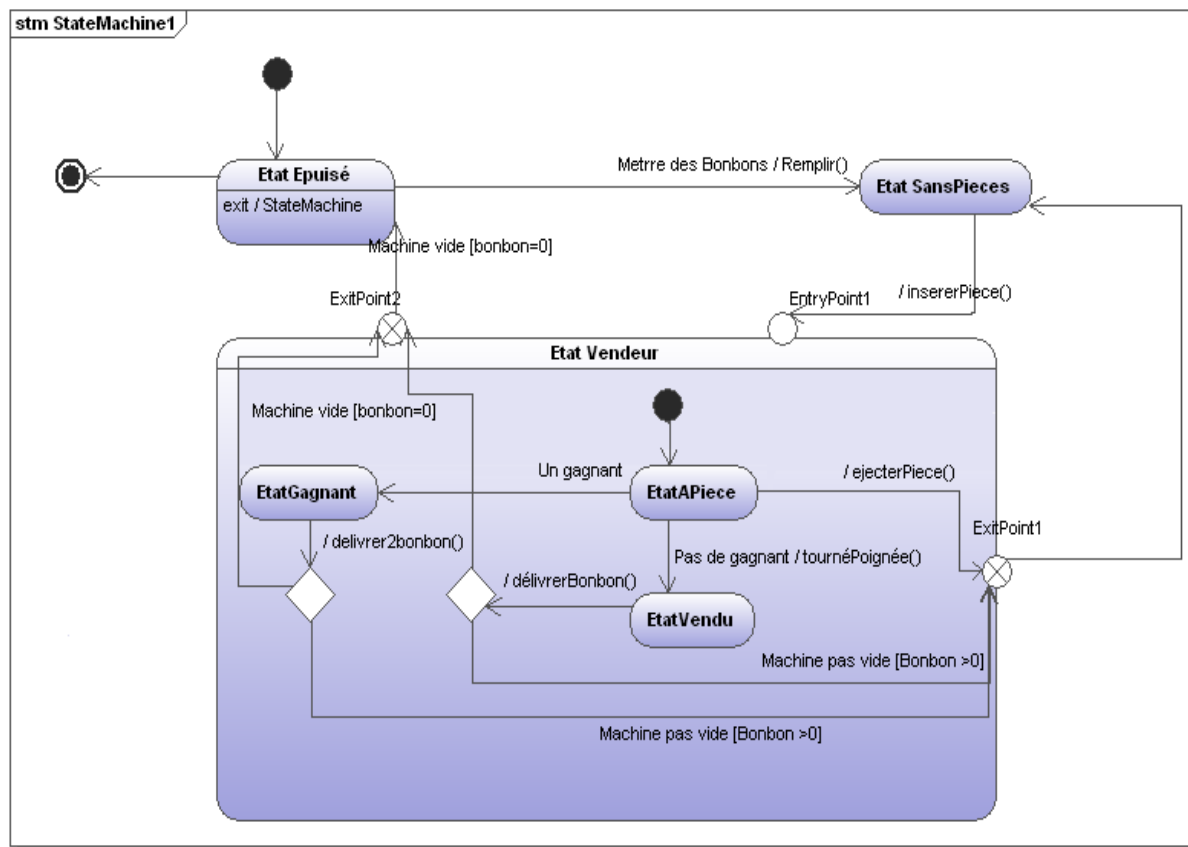 stm StateMachine1
Etat Epuisé
exit / StateMachine
Metrre des Bonbons / Remplir()
Etat SansPieces
Machine vide [bonbon=0]
ExitPoint2
EntryPoint1
/ insererPiece()
Etat Vendeur
Machine vide [bonbon=0]
Un gagnant
/ ejecterPiece()
EtatGagnant
EtatAPiece
ExitPoint1
/ delivrer2bonbon()
Pas de gagnant / tournéPoignée()
/ délivrerBonbon()
EtatVendu
Machine pas vide [Bonbon >0]
Machine pas vide [Bonbon >0]